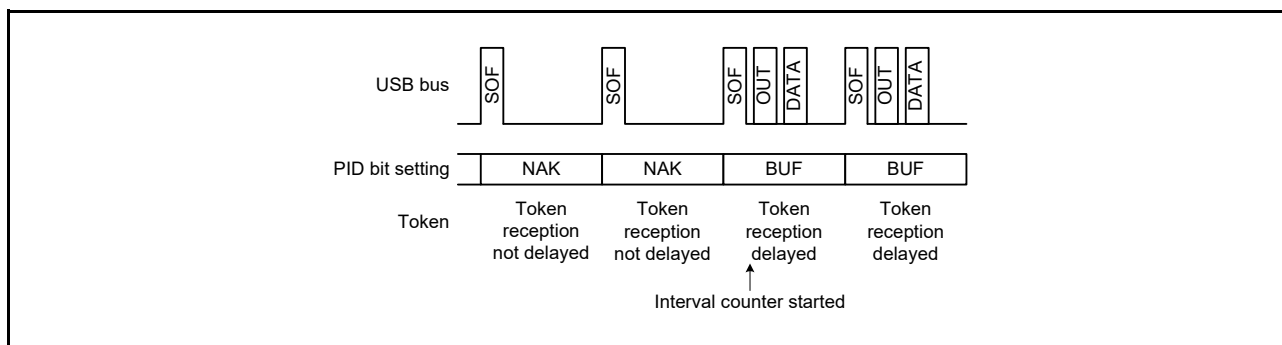 USB bus
SOF
SOF
SOF
OUT
DATA
SOF
OUT
DATA
PID bit setting
NAK
NAK
BUF
BUF
Token
Token
reception
not delayed
Token
reception
not delayed
Token
reception
delayed
Token
reception
delayed
Interval counter started